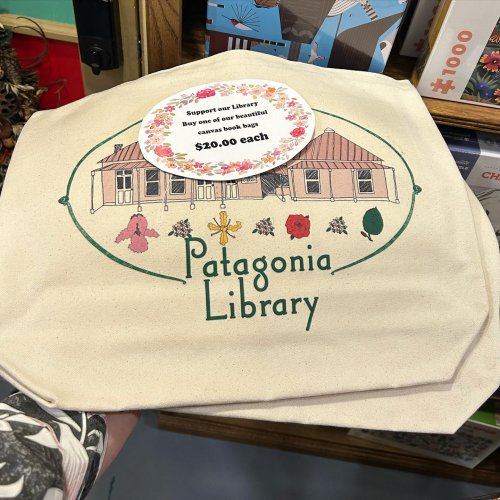 Support our Library
Buy one of our beautiful
canvas book bags
$20.00 each
Patagonia
Library
1000